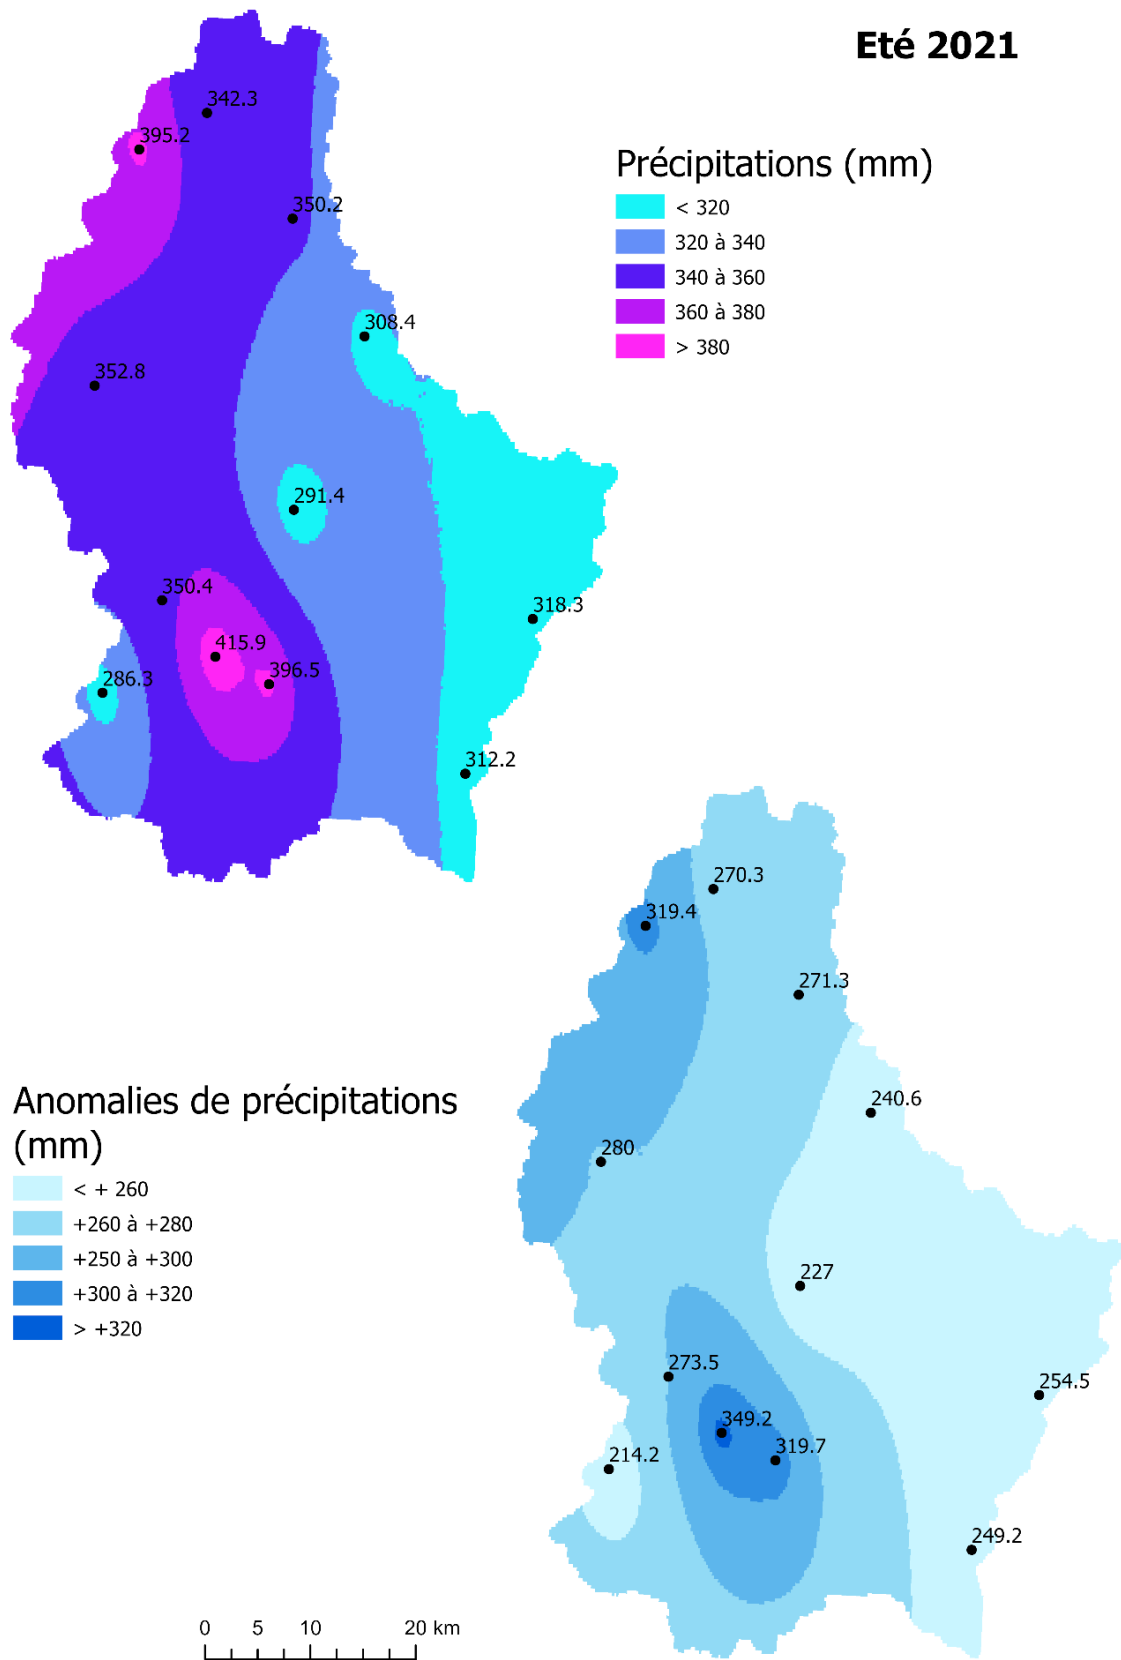 Eté 2021
342.3
395.2
Précipitations (mm)
< 320
350.2
320 à 340
340 à 360
360 à 380
308.4
> 380
352.8
291.4
350.4
318.3
415.9
396.5
286.3
312.2
270.3
319.4
271.3
Anomalies de précipitations
(mm)
240.6
280
< + 260
+260 à +280
+250 à +300
+300 à +320
> +320
227
273.5
254.5
349.2
319.7
214.2
249.2
0 5 10 20 km